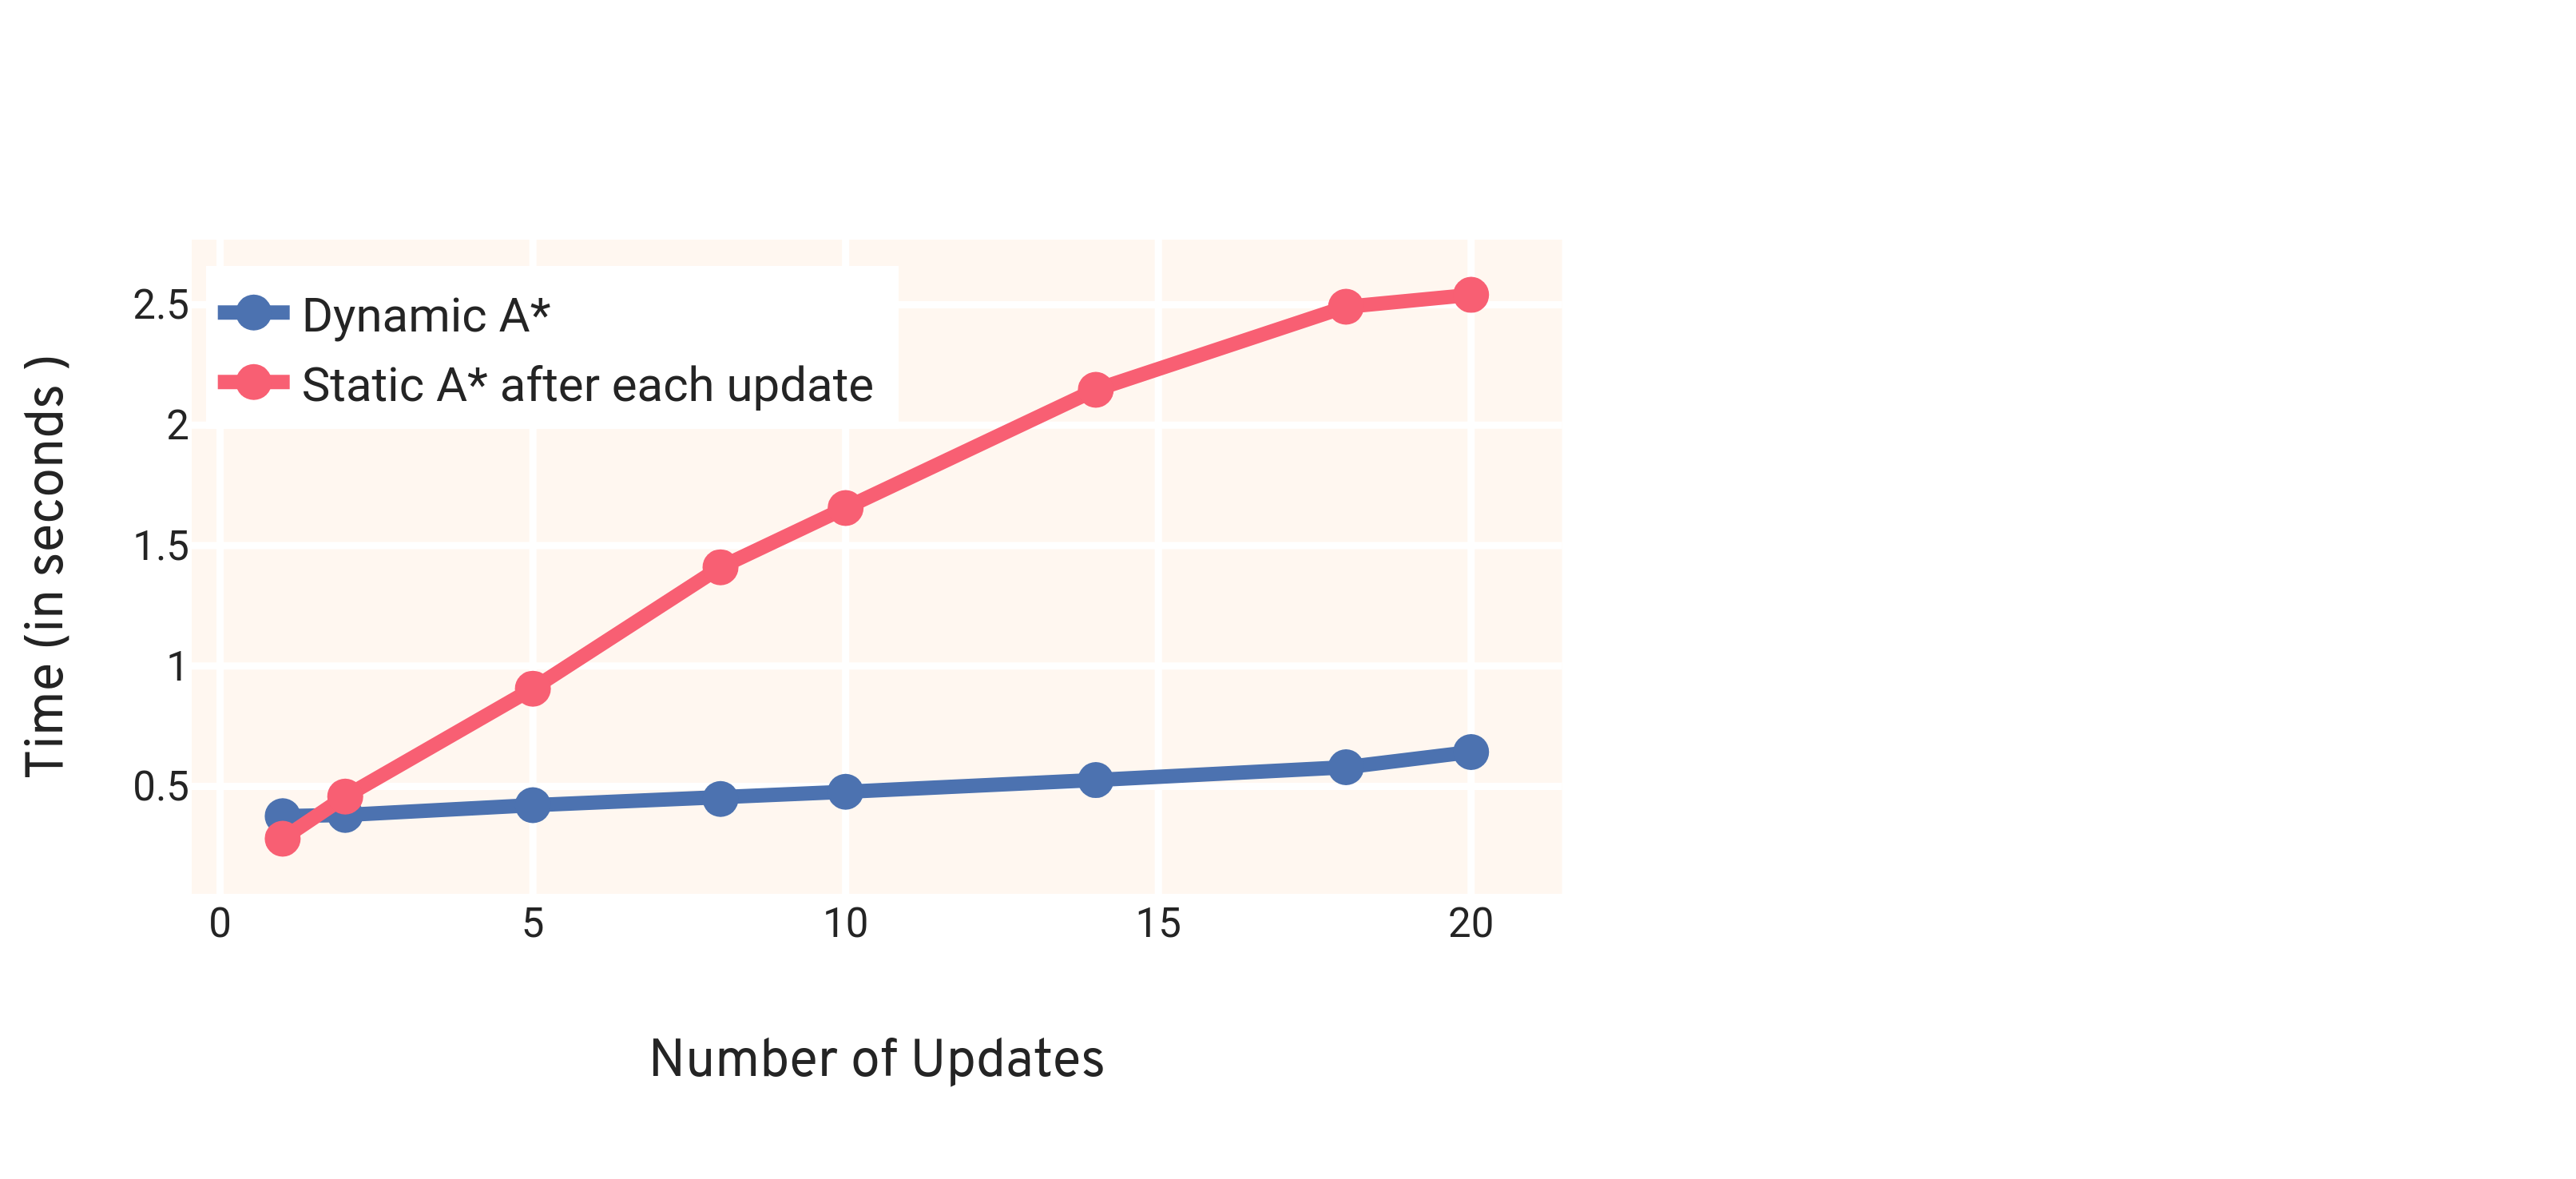 Dynamic A*
Static A* after each update
2.5
2
1.5
1
0.5
0 5 10 15 20
Time (in seconds )
Number of Updates